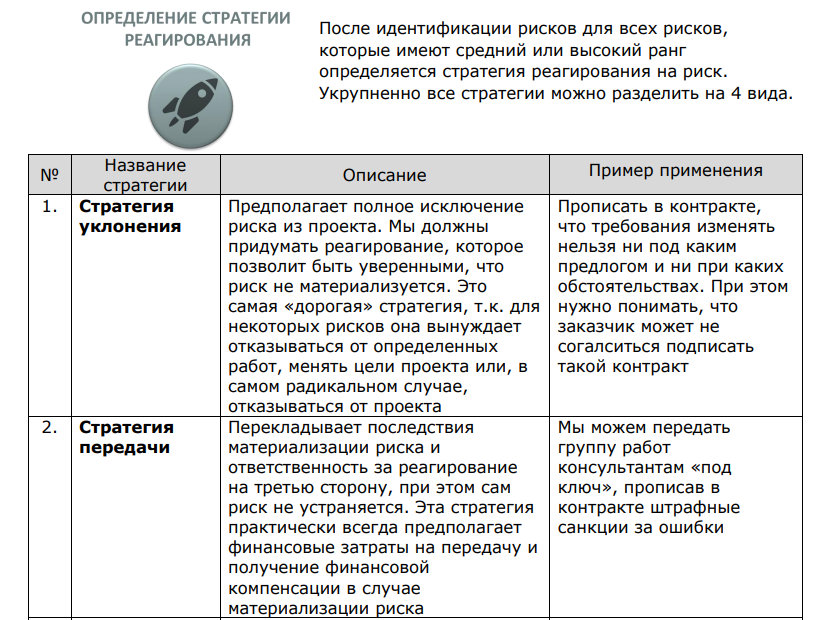 ОПРЕДЕЛЕНИЕ СТРАТЕГИИ
РЕАГИРОВАНИЯ
После идентификации рисков для всех рисков,
которые имеют средний или высокий ранг
определяется стратегия реагирования на риск.
Укрупненно все стратегии можно разделить на 4 вида.
№
Название
стратегии
Описание
Пример применения
1.
Стратегия
уклонения
Предполагает полное исключение
риска из проекта. Мы должны
придумать реагирование, которое
позволит быть уверенными, что
риск не материализуется. Это
самая «дорогая» стратегия, т.к. для
некоторых рисков она вынуждает
отказываться от определенных
работ, менять цели проекта или, в
самом радикальном случае,
отказываться от проекта
Прописать в контракте,
что требования изменять
нельзя ни под каким
предлогом и ни при каких
обстоятельствах. При этом
нужно понимать, что
заказчик может не
согалситься подписать
такой контракт
2.
Стратегия
передачи
Перекладывает последствия
материализации риска и
ответственность за реагирование
на третью сторону, при этом сам
риск не устраняется. Эта стратегия
практически всегда предполагает
финансовые затраты на передачу и
получение финансовой
компенсации в случае
материализации риска
Мы можем передать
группу работ
консультантам «под
ключ», прописав в
контракте штрафные
санкции за ошибки